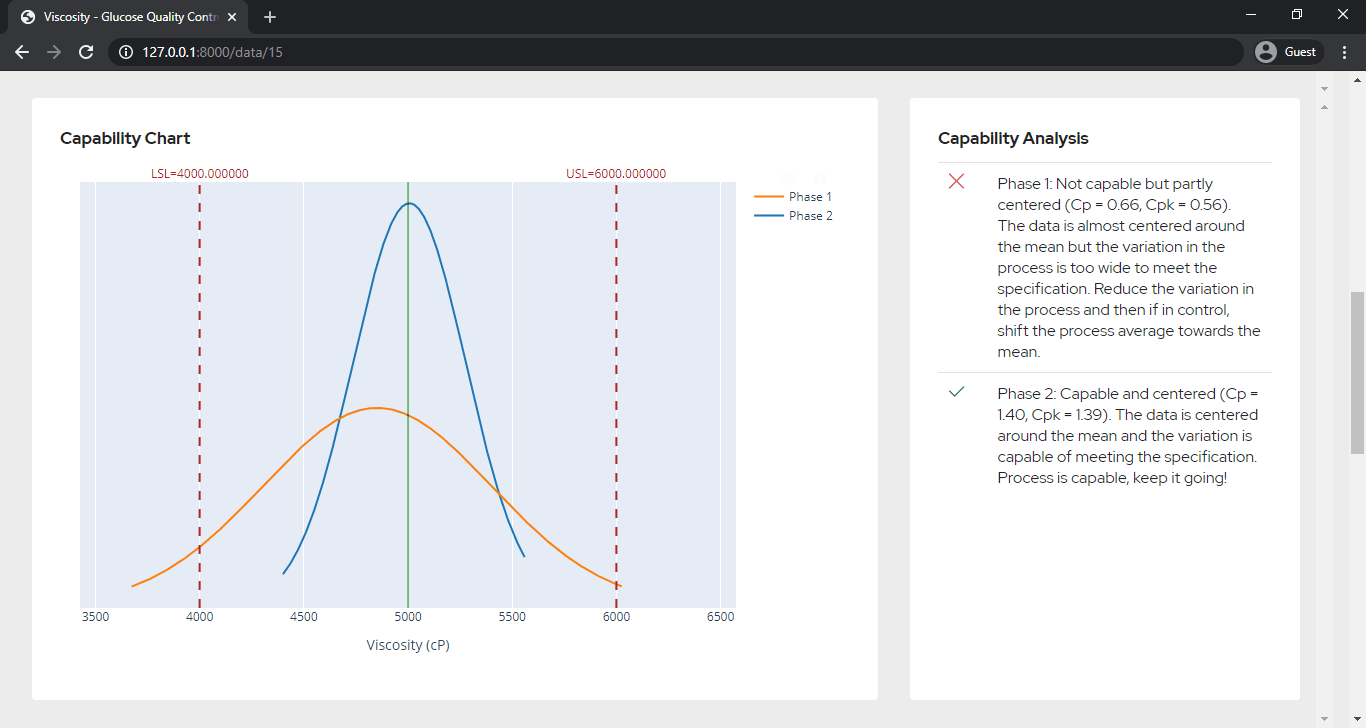 Viscosity - Glucose Quality Contr
127.0.0.1:8000/data/15
Guest
Capability Chart
LSL=4000.000000
USL=6000.000000
Phase 1
Phase 2
3500
4000
4500
5000
5500
6000
6500
Viscosity (cP)
Capability Analysis
Phase 1: Not capable but partly
centered (Cp = 0.66, Cpk = 0.56).
The data is almost centered around
the mean but the variation in the
process is too wide to meet the
specification. Reduce the variation in
the process and then if in control,
shift the process average towards the
mean.
Phase 2: Capable and centered (Cp =
1.40, Cpk = 1.39). The data is centered
around the mean and the variation is
capable of meeting the specification.
Process is capable, keep it going!